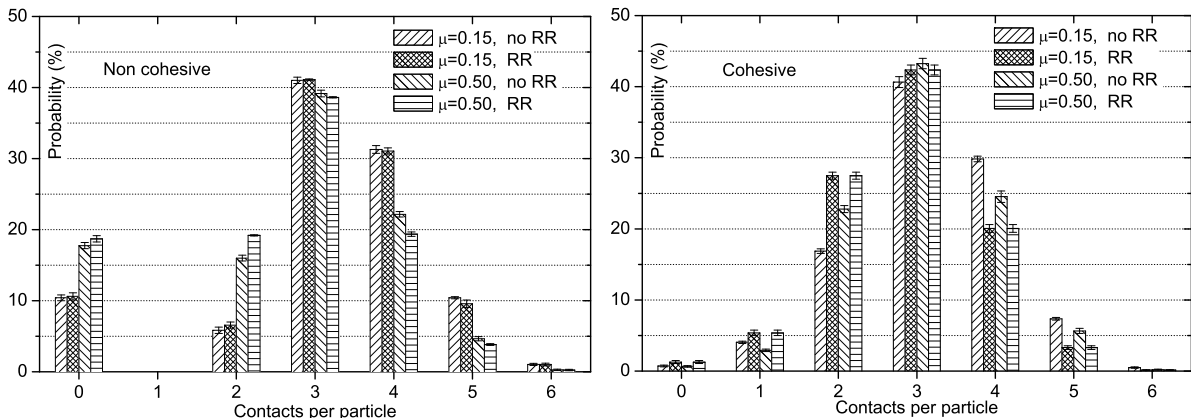 50
40
30
20
10
0
Probability (%)
Non cohesive
μ=0.15, no RR
μ=0.15, RR
μ=0.50, no RR
μ=0.50, RR
0 1 2 3 4 5 6
Contacts per particle
50
40
30
20
10
0
Probability (%)
Cohesive
μ=0.15, no RR
μ=0.15, RR
μ=0.50, no RR
μ=0.50, RR
0 1 2 3 4 5 6
Contacts per particle